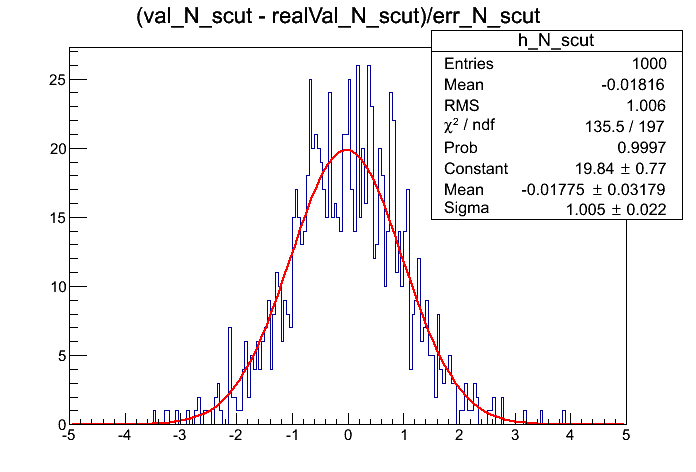 (val_N_scut - realVal_N_scut)/err_N_scut
h_N_scut
Entries 1000
Mean -0.01816
RMS 1.006
χ² / ndf 135.5 / 197
Prob 0.9997
Constant 19.84 ± 0.77
Mean -0.01775 ± 0.03179
Sigma 1.005 ± 0.022
25
20
15
10
5
0
-5 -4 -3 -2 -1 0 1 2 3 4 5